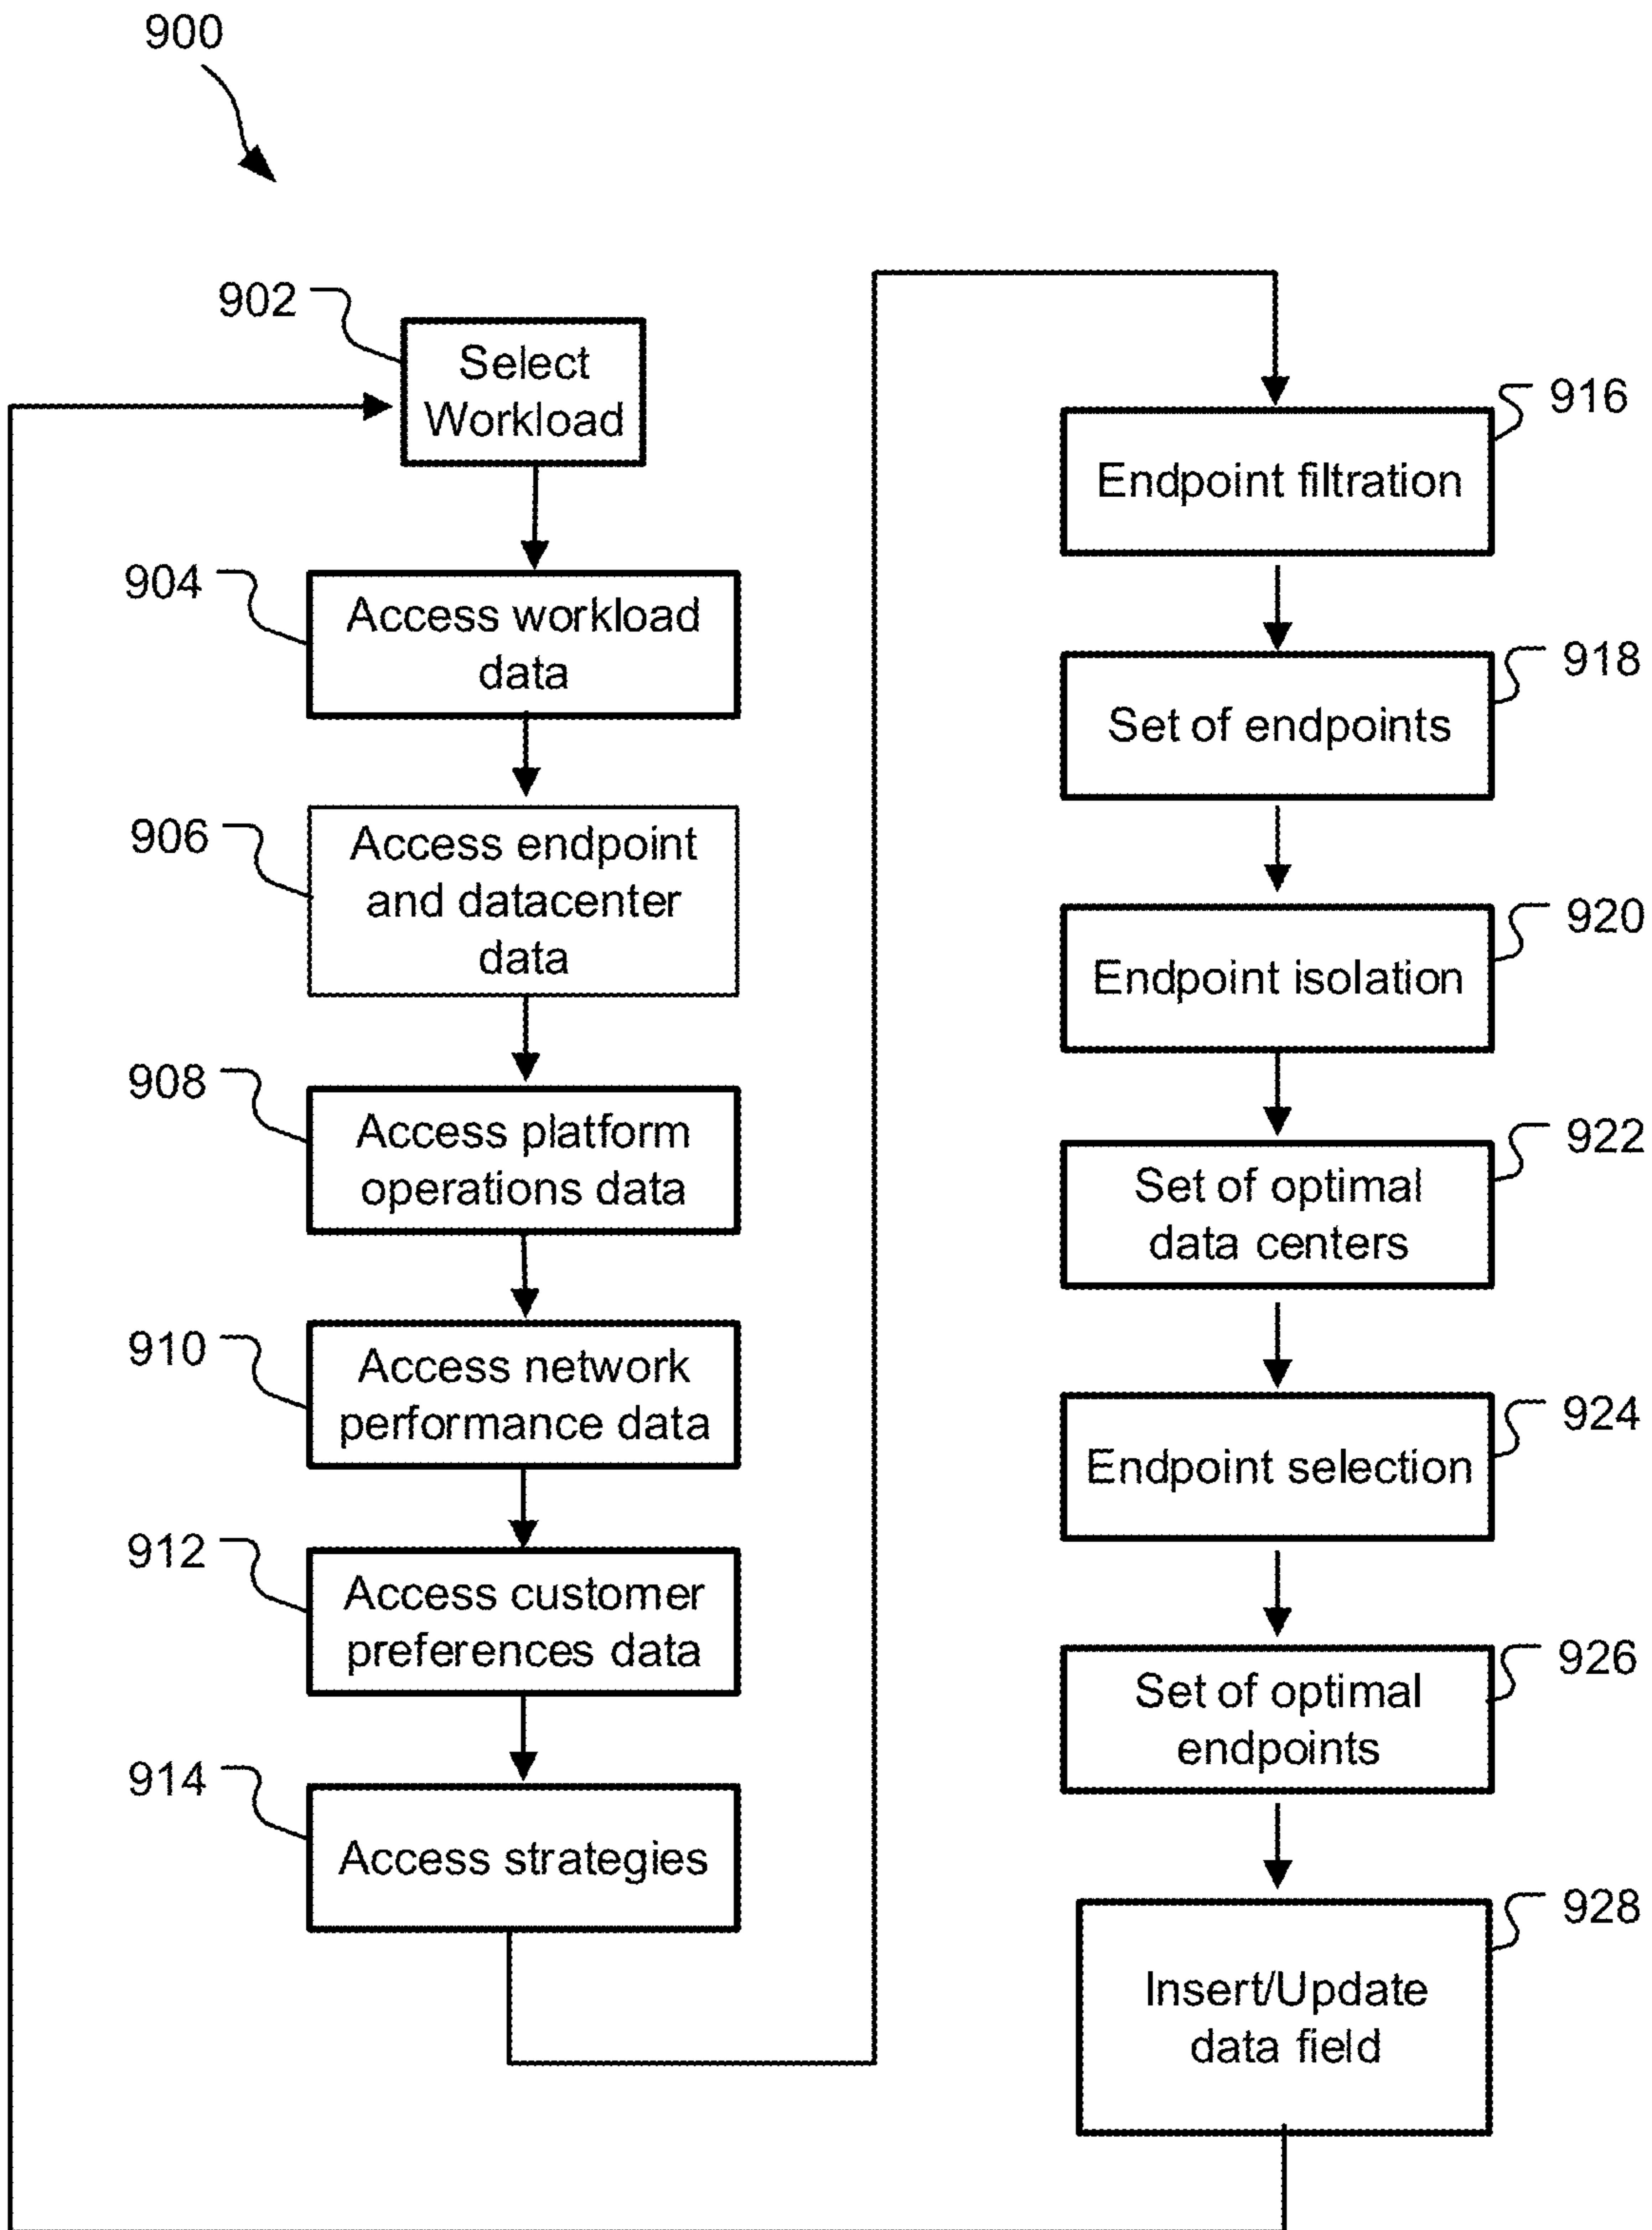 900
902
Select
Workload
904
Access workload
data
906
Access endpoint
and datacenter
data
908
Access platform
operations data
910
Access network
performance data
912
Access customer
preferences data
914
Access strategies
916
Endpoint filtration
918
Set of endpoints
920
Endpoint isolation
922
Set of optimal
data centers
924
Endpoint selection
926
Set of optimal
endpoints
928
Insert/Update
data field